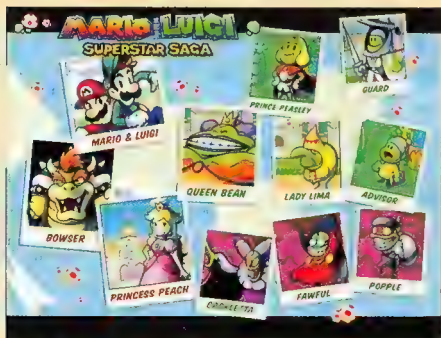 MARIO & LUIGI
SUPERSTAR SAGA
PRINCE PEASLEY
GUARD
MARIO & LUIGI
QUEEN BEAN
LADY LIMA
ADVISOR
BOWSER
PRINCESS PEACH
FAWFUL
POPPLE